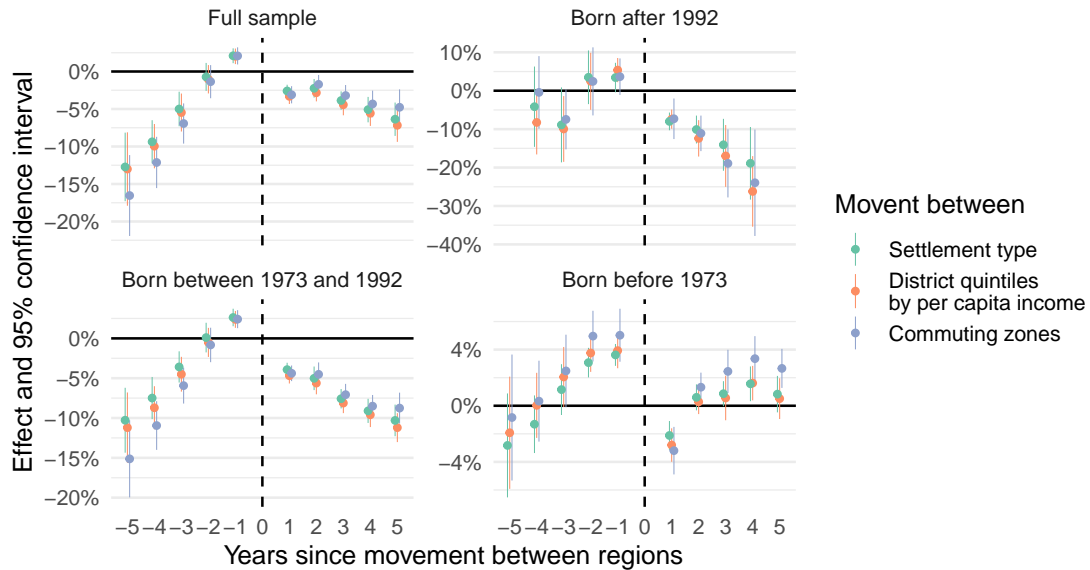 Full sample
Born after 1992
0%
−5%
−10%
−15%
−20%
10%
0%
−10%
−20%
−30%
−40%
Born between 1973 and 1992
Born before 1973
0%
−5%
−10%
−15%
−20%
4%
0%
−4%
−5 −4 −3 −2 −1 0 1 2 3 4 5
−5 −4 −3 −2 −1 0 1 2 3 4 5
Years since movement between regions
Effect and 95% confidence interval
Movent between
Settlement type
District quintiles
by per capita income
Commuting zones